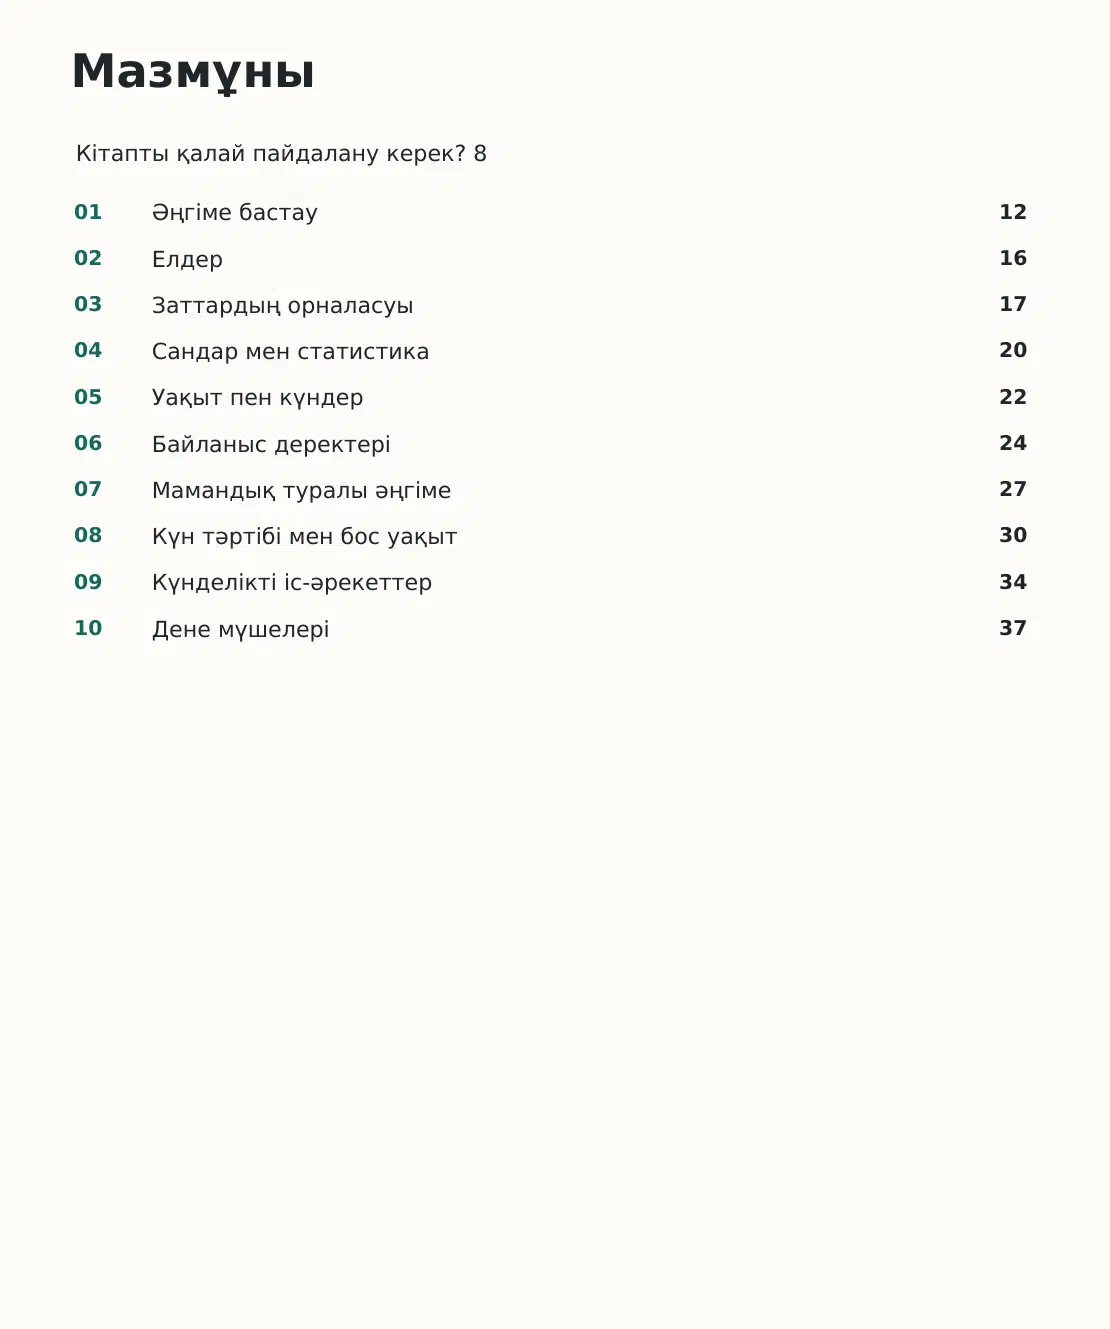 Мазмұны
Кітапты қалай пайдалану керек? 8
01 Әңгіме бастау 12
02 Елдер 16
03 Заттардың орналасуы 17
04 Сандар мен статистика 20
05 Уақыт пен күндер 22
06 Байланыс деректері 24
07 Мамандық туралы әңгіме 27
08 Күн тәртібі мен бос уақыт 30
09 Күнделікті іс-әрекеттер 34
10 Дене мүшелері 37